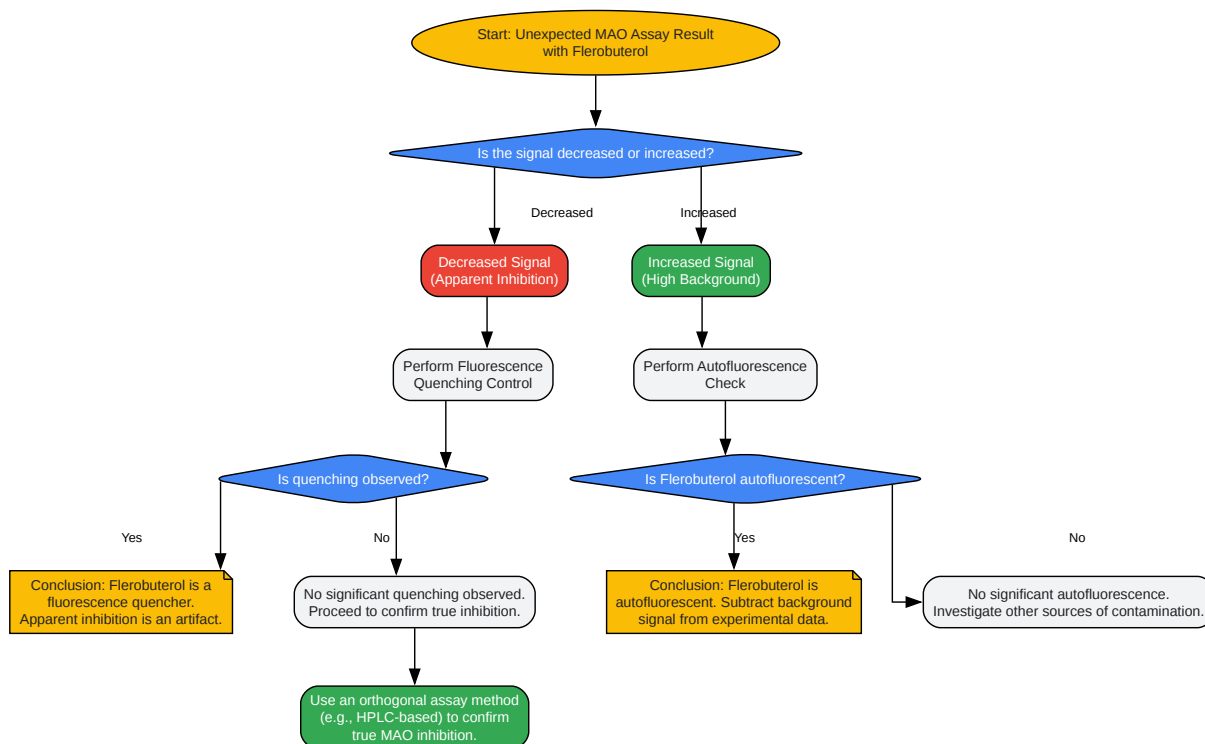 Start: Unexpected MAO Assay Result
with Flerobuterol
Is the signal decreased or increased?
Decreased
Increased
Decreased Signal
(Apparent Inhibition)
Increased Signal
(High Background)
Perform Fluorescence
Quenching Control
Perform Autofluorescence
Check
Is quenching observed?
Is Flerobuterol autofluorescent?
Yes
No
Yes
No
Conclusion: Flerobuterol is a
fluorescence quencher.
Apparent inhibition is an artifact.
No significant quenching observed.
Proceed to confirm true inhibition.
Conclusion: Flerobuterol is
autofluorescent. Subtract background
signal from experimental data.
No significant autofluorescence.
Investigate other sources of contamination.
Use an orthogonal assay method
(e.g., HPLC-based) to confirm
true MAO inhibition.